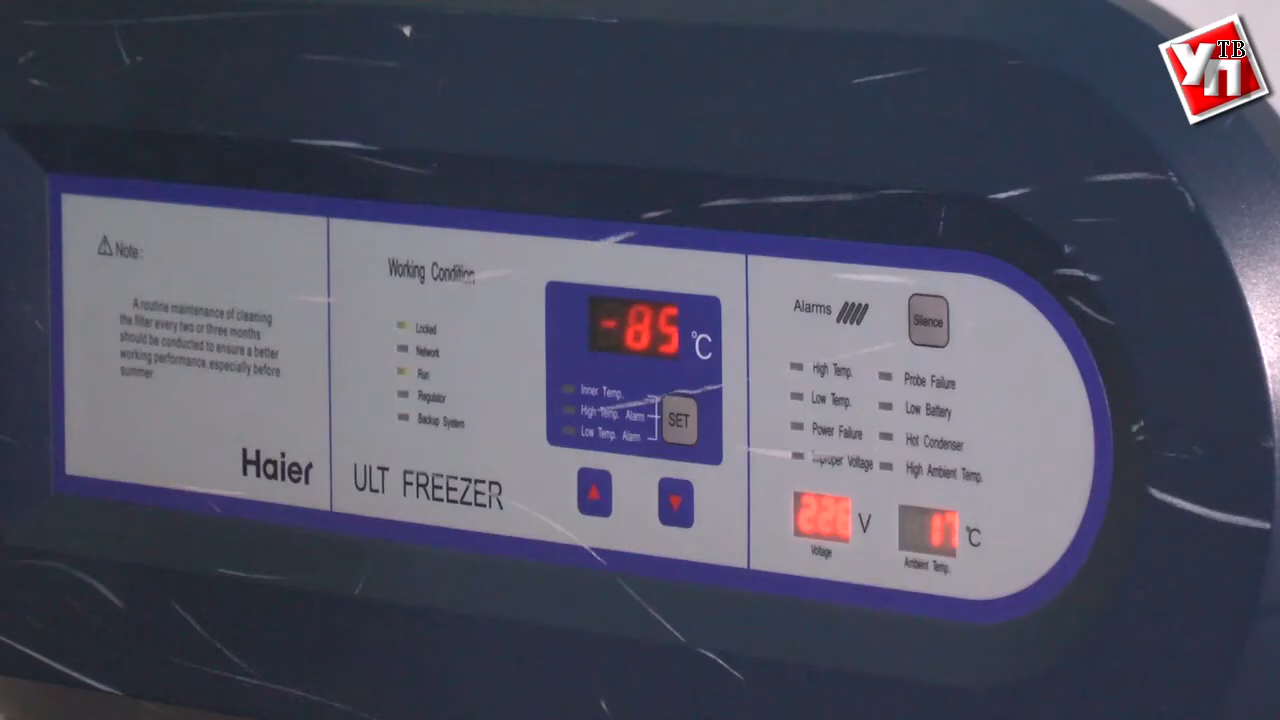 УП ТВ
Note:
A routine maintenance of cleaning
the filter every two or three months
should be conducted to ensure a better
working performance,especially before
summer.
Haier
Working Condition
Locked
Network
Run
Regulator
Backup System
ULT FREEZER
-85 °C
Inner Temp.
High Temp. Alarm
Low Temp. Alarm
SET
Alarms
Silence
High Temp.
Low Temp.
Power Failure
Improper Voltage
Probe Failure
Low Battery
Hot Condenser
High Ambient Temp.
V
Voltage
17 °C
Ambient Temp.